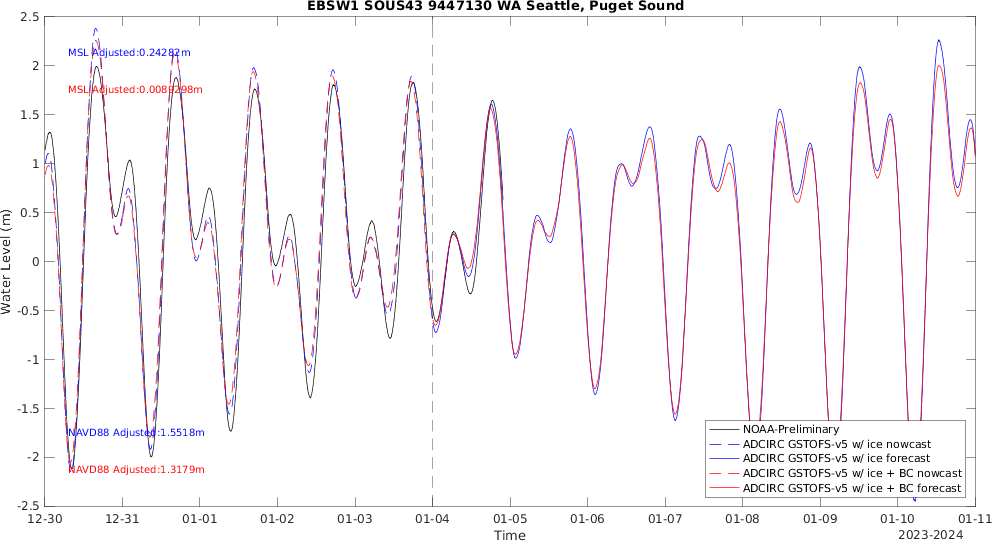 EBSW1 SOUS43 9447130 WA Seattle, Puget Sound
2.5
2
1.5
1
0.5
0
-0.5
-1
-1.5
-2
-2.5
Water Level (m)
MSL Adjusted:0.24282m
MSL Adjusted:0.0089298m
NAVD88 Adjusted:1.5518m
NAVD88 Adjusted:1.3179m
NOAA-Preliminary
ADCIRC GSTOFS-v5 w/ ice nowcast
ADCIRC GSTOFS-v5 w/ ice forecast
ADCIRC GSTOFS-v5 w/ ice + BC nowcast
ADCIRC GSTOFS-v5 w/ ice + BC forecast
12-30 12-31 01-01 01-02 01-03 01-04 01-05 01-06 01-07 01-08 01-09 01-10 01-11
Time
2023-2024